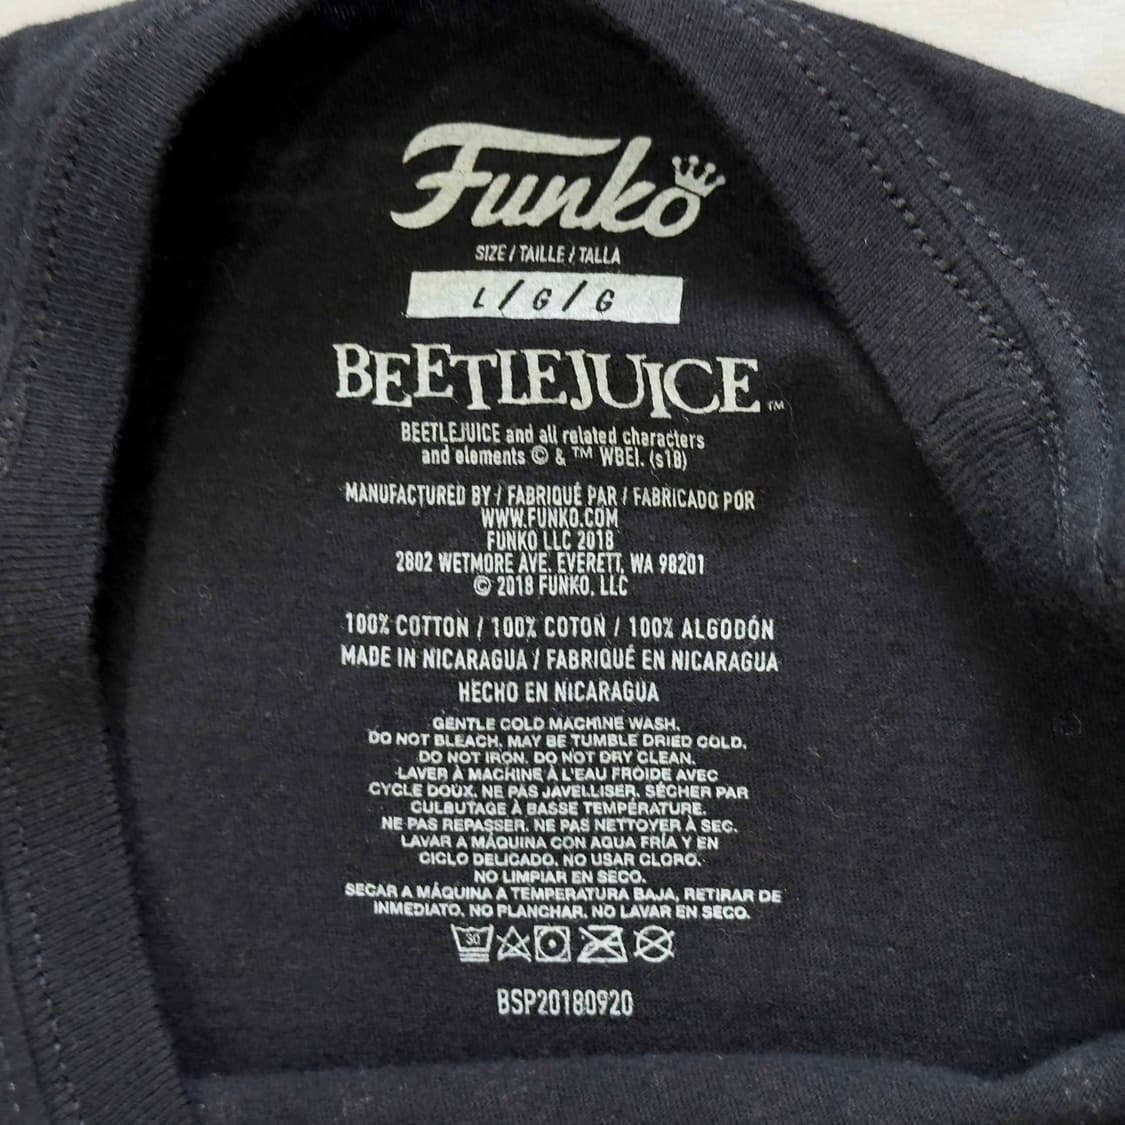 Funko
SIZE / TAILLE / TALLA
L / G / G
BEETLEJUICE ™
BEETLEJUICE and all related characters
and elements © & ™ WBEI. (s18)
MANUFACTURED BY / FABRIQUÉ PAR / FABRICADO POR
WWW.FUNKO.COM
FUNKO LLC 2018
2802 WETMORE AVE. EVERETT, WA 98201
© 2018 FUNKO, LLC
100% COTTON / 100% COTON / 100% ALGODÓN
MADE IN NICARAGUA / FABRIQUÉ EN NICARAGUA
HECHO EN NICARAGUA
GENTLE COLD MACHINE WASH.
DO NOT BLEACH. MAY BE TUMBLE DRIED COLD.
DO NOT IRON. DO NOT DRY CLEAN.
LAVER À MACHINE À L'EAU FROIDE AVEC
CYCLE DOUX. NE PAS JAVELLISER. SÉCHER PAR
CULBUTAGE À BASSE TEMPÉRATURE.
NE PAS REPASSER. NE PAS NETTOYER À SEC.
LAVAR A MÁQUINA CON AGUA FRÍA Y EN
CICLO DELICADO. NO USAR CLORO.
NO LIMPIAR EN SECO.
SECAR A MÁQUINA A TEMPERATURA BAJA, RETIRAR DE
INMEDIATO. NO PLANCHAR. NO LAVAR EN SECO.
30
BSP20180920